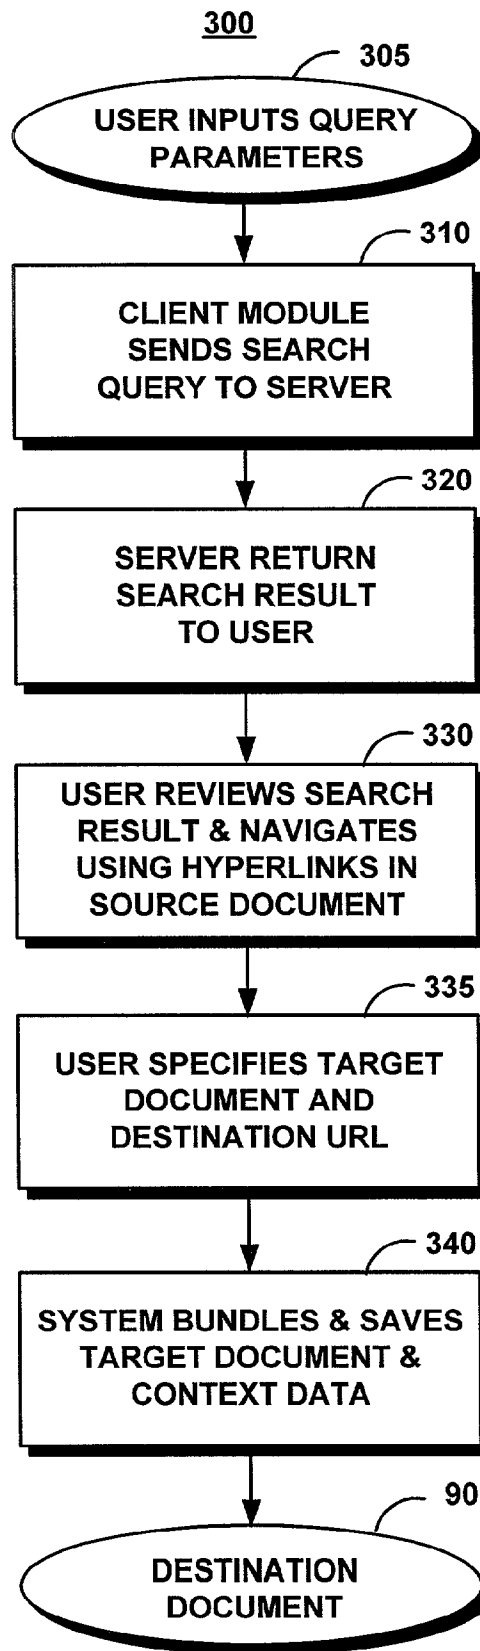 300
305
USER INPUTS QUERY
PARAMETERS
310
CLIENT MODULE
SENDS SEARCH
QUERY TO SERVER
320
SERVER RETURN
SEARCH RESULT
TO USER
330
USER REVIEWS SEARCH
RESULT & NAVIGATES
USING HYPERLINKS IN
SOURCE DOCUMENT
335
USER SPECIFIES TARGET
DOCUMENT AND
DESTINATION URL
340
SYSTEM BUNDLES & SAVES
TARGET DOCUMENT &
CONTEXT DATA
90
DESTINATION
DOCUMENT